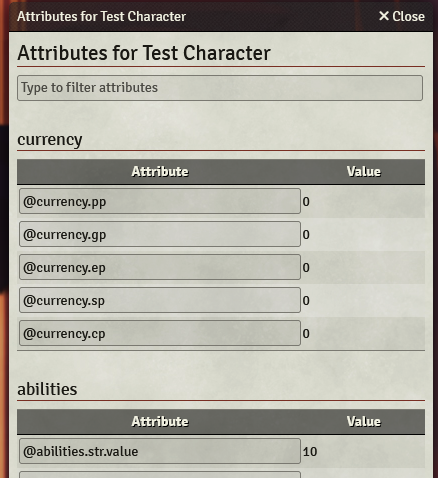 Attributes for Test Character
✕ Close
Attributes for Test Character
Type to filter attributes
currency
Attribute Value
@currency.pp 0
@currency.gp 0
@currency.ep 0
@currency.sp 0
@currency.cp 0
abilities
Attribute Value
@abilities.str.value 10